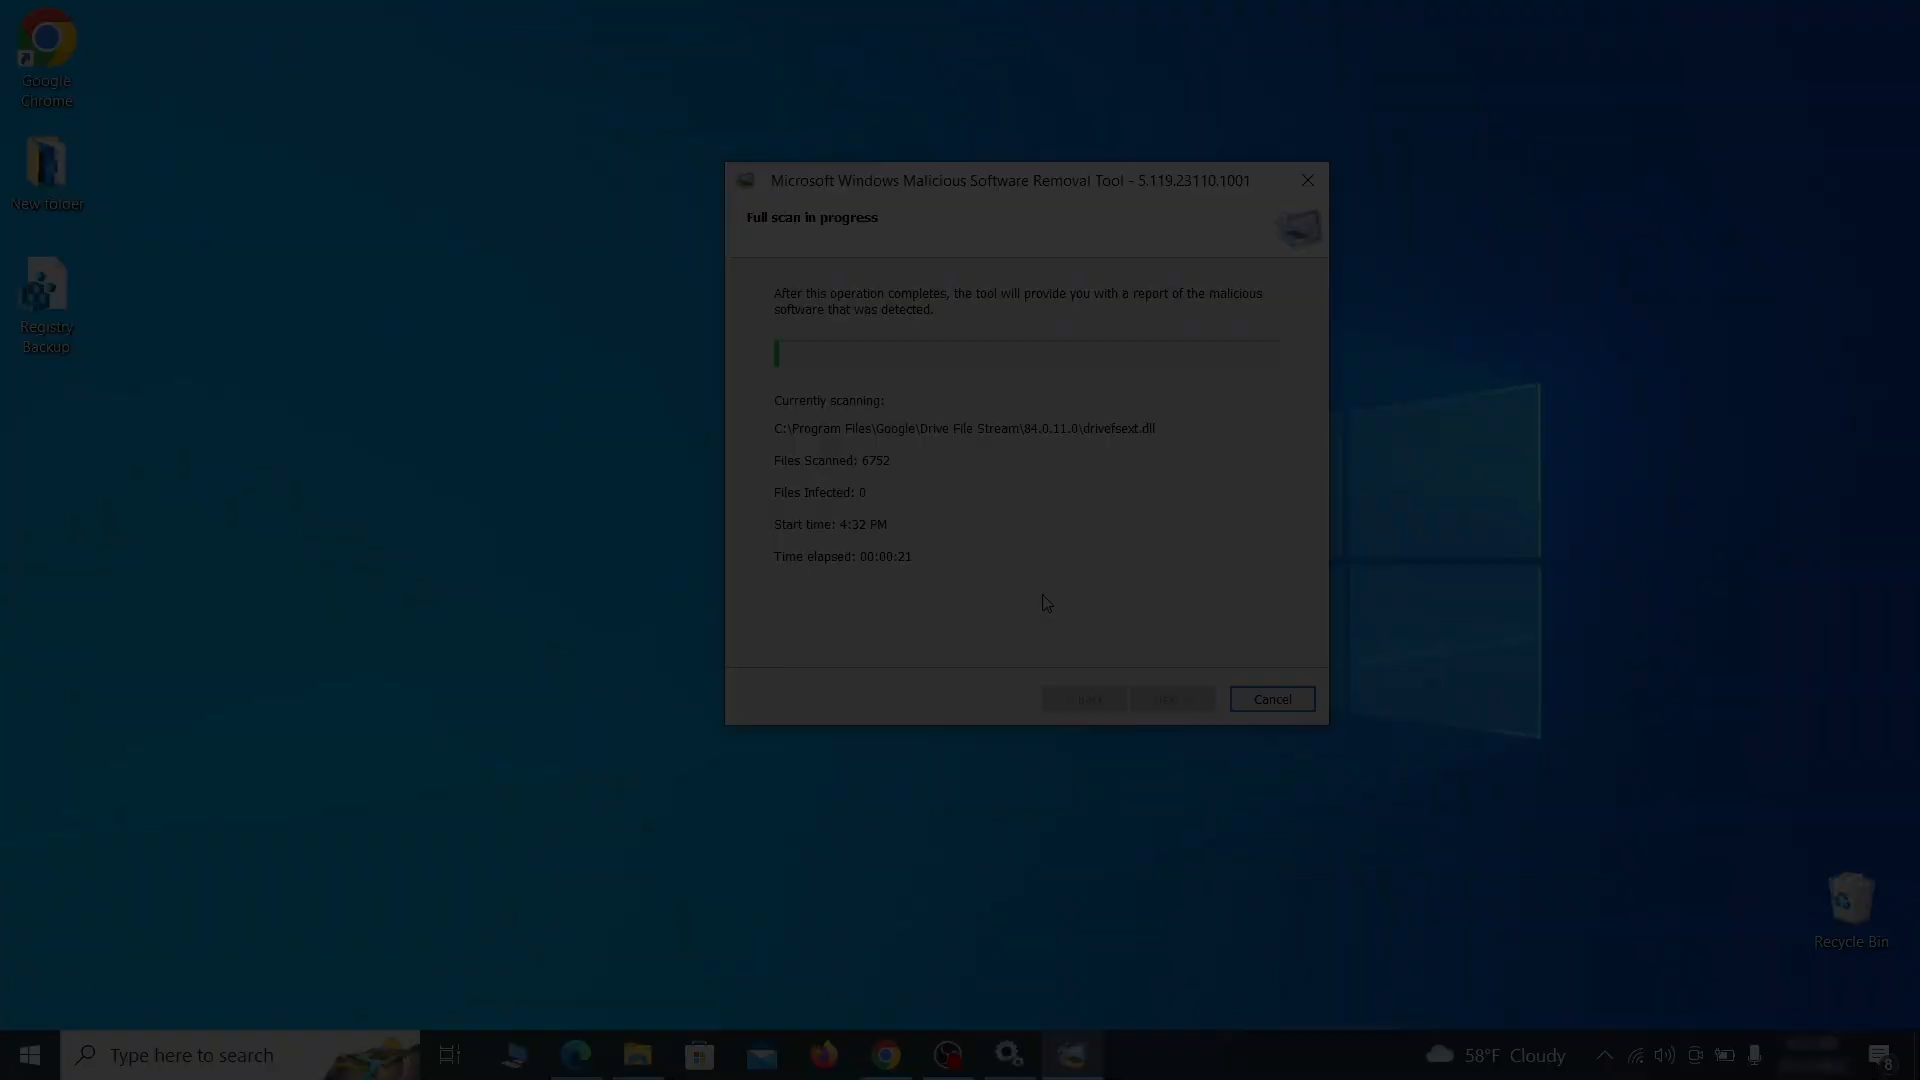 Google
Chrome
New folder
Registry
Backup
Microsoft Windows Malicious Software Removal Tool - 5.119.23110.1001
Full scan in progress
After this operation completes, the tool will provide you with a report of the malicious
software that was detected.
Currently scanning:
C:\Program Files\Google\Drive File Stream\84.0.11.0\drivefsext.dll
Files Scanned: 6752
Files Infected: 0
Start time: 4:32 PM
Time elapsed: 00:00:21
Cancel
Recycle Bin
Type here to search
58°F Cloudy
8